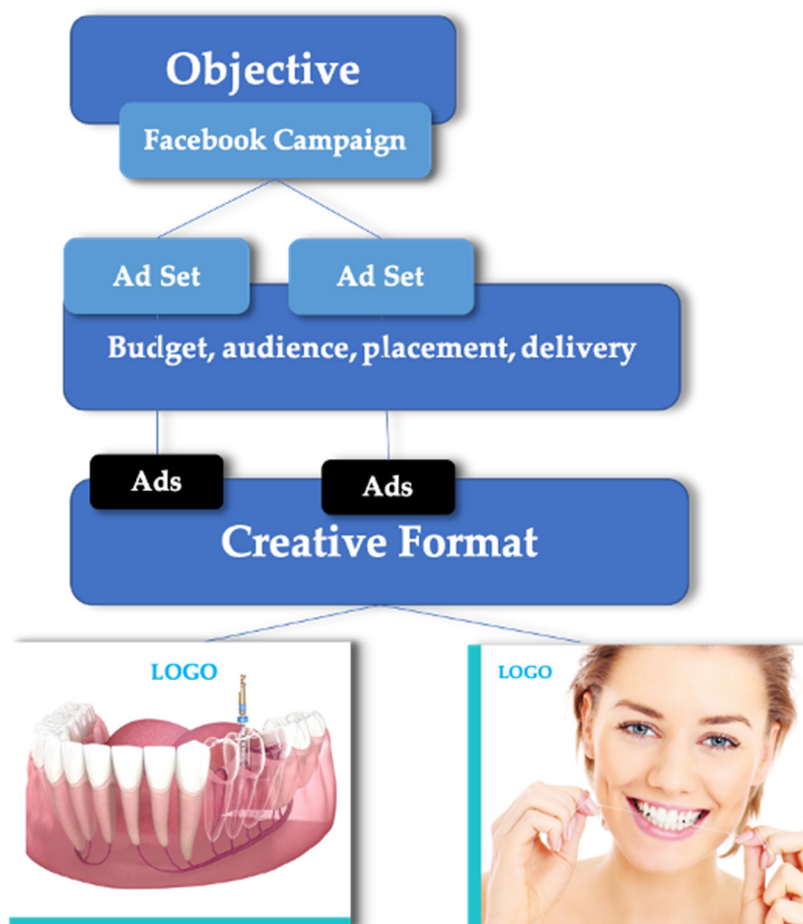 Objective
Facebook Campaign
Ad Set
Ad Set
Budget, audience, placement, delivery
Ads
Ads
Creative Format
LOGO
LOGO